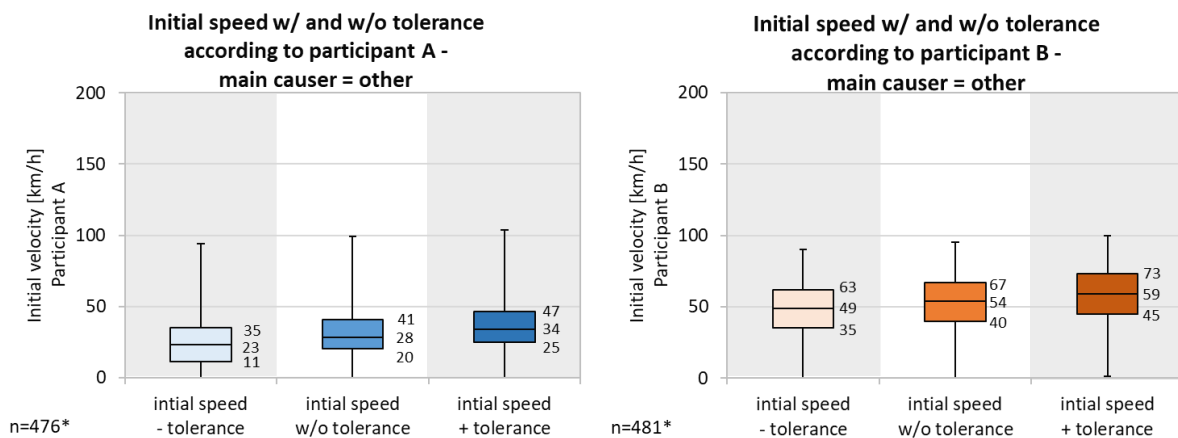 Initial speed w/ and w/o tolerance
according to participant A -
main causer = other
Initial velocity [km/h]
Participant A
200
150
100
50
0
35
23
11
41
28
20
47
34
25
intial speed
- tolerance
intial speed
w/o tolerance
intial speed
+ tolerance
n=476*
Initial speed w/ and w/o tolerance
according to participant B -
main causer = other
Initial velocity [km/h]
Participant B
200
150
100
50
0
63
49
35
67
54
40
73
59
45
intial speed
- tolerance
intial speed
w/o tolerance
intial speed
+ tolerance
n=481*